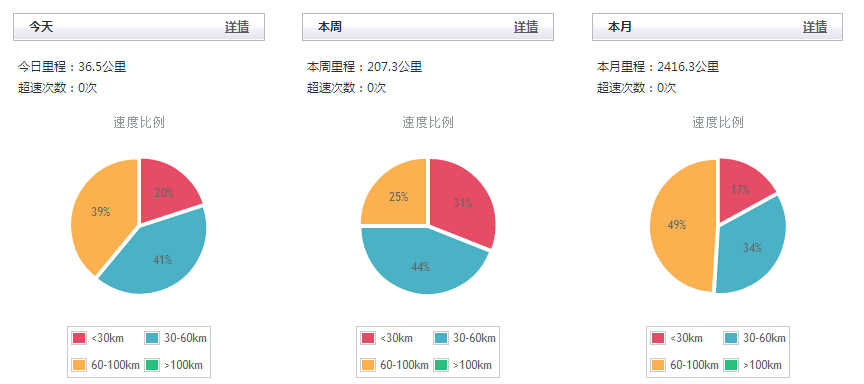 今天 详情
今日里程：36.5公里
超速次数：0次
速度比例
20%
39%
41%
<30km 30-60km
60-100km >100km
本周 详情
本周里程：207.3公里
超速次数：0次
速度比例
25%
31%
44%
<30km 30-60km
60-100km >100km
本月 详情
本月里程：2416.3公里
超速次数：0次
速度比例
17%
49%
34%
<30km 30-60km
60-100km >100km